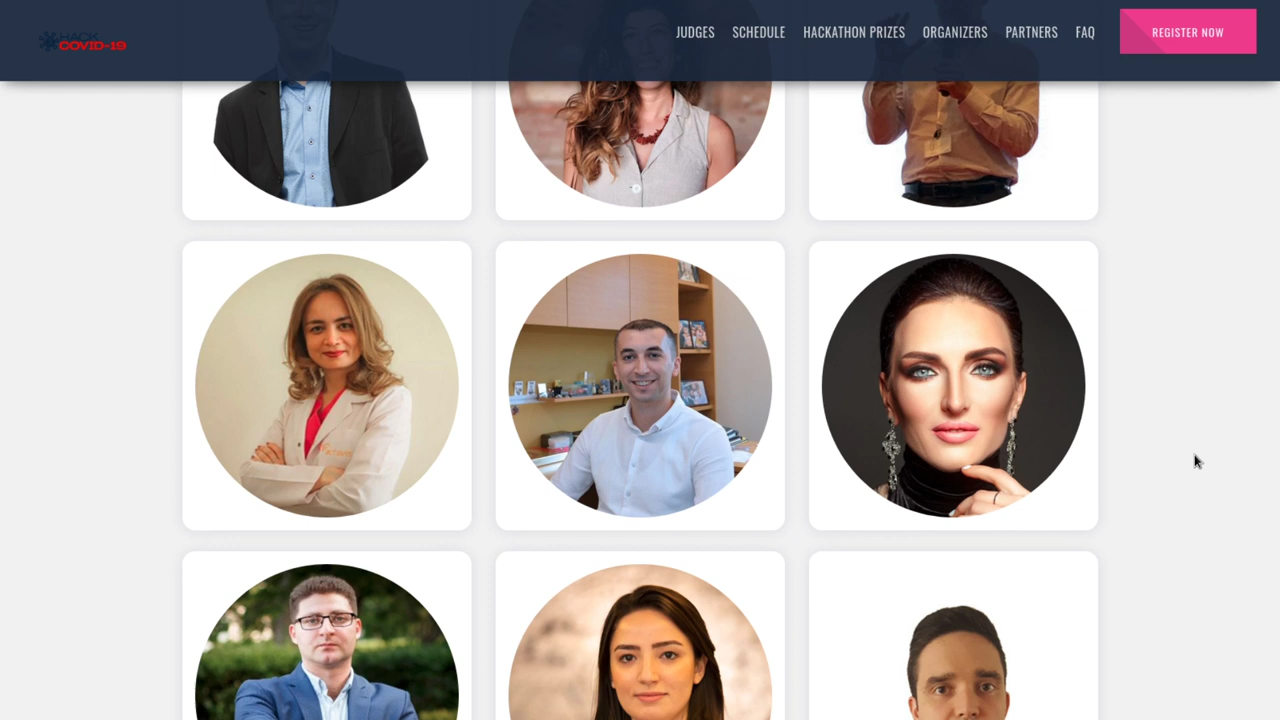 HACK
COVID-19
JUDGES SCHEDULE HACKATHON PRIZES ORGANIZERS PARTNERS FAQ REGISTER NOW